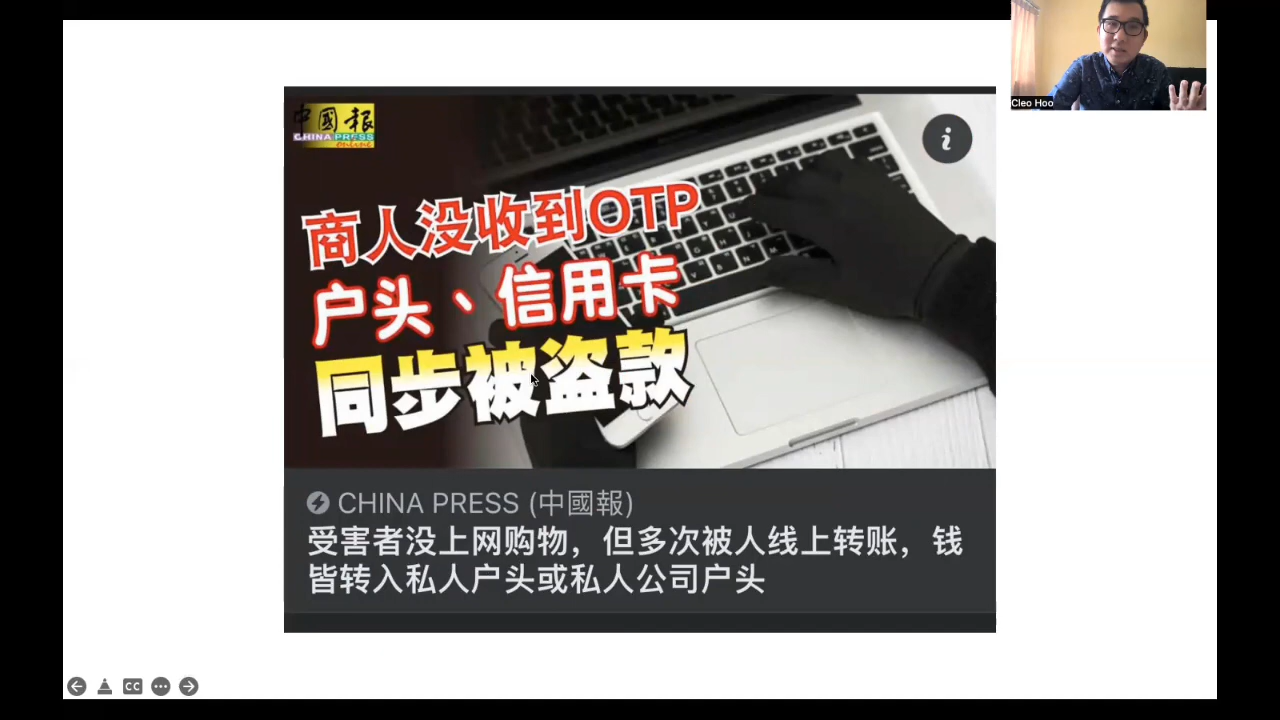 Cleo Hoo
中國報
CHINA PRESS
online
i
商人没收到OTP
户头、信用卡
同步被盗款
CHINA PRESS (中國報)
受害者没上网购物，但多次被人线上转账，钱
皆转入私人户头或私人公司户头
CC